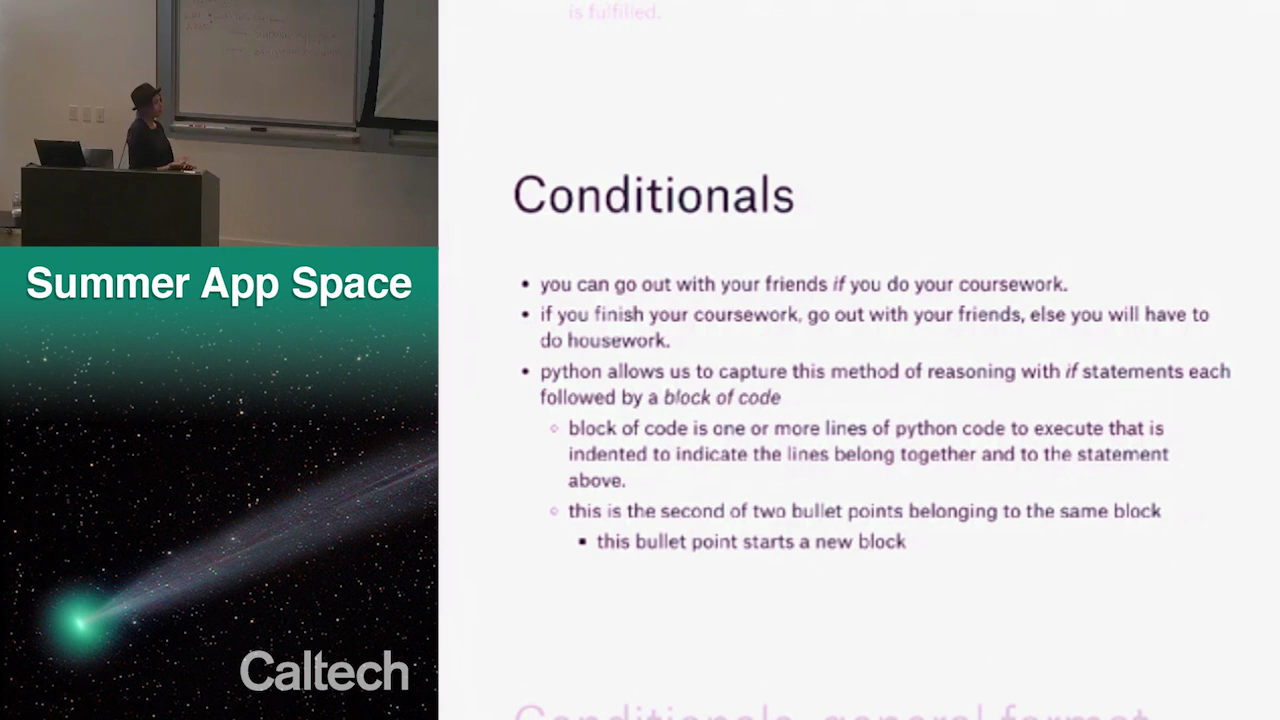 is fulfilled.
Conditionals
• you can go out with your friends if you do your coursework.
• if you finish your coursework, go out with your friends, else you will have to
do housework.
• python allows us to capture this method of reasoning with if statements each
followed by a block of code
◦ block of code is one or more lines of python code to execute that is
indented to indicate the lines belong together and to the statement
above.
◦ this is the second of two bullet points belonging to the same block
▪ this bullet point starts a new block
Conditionals, general format
Summer App Space
Caltech